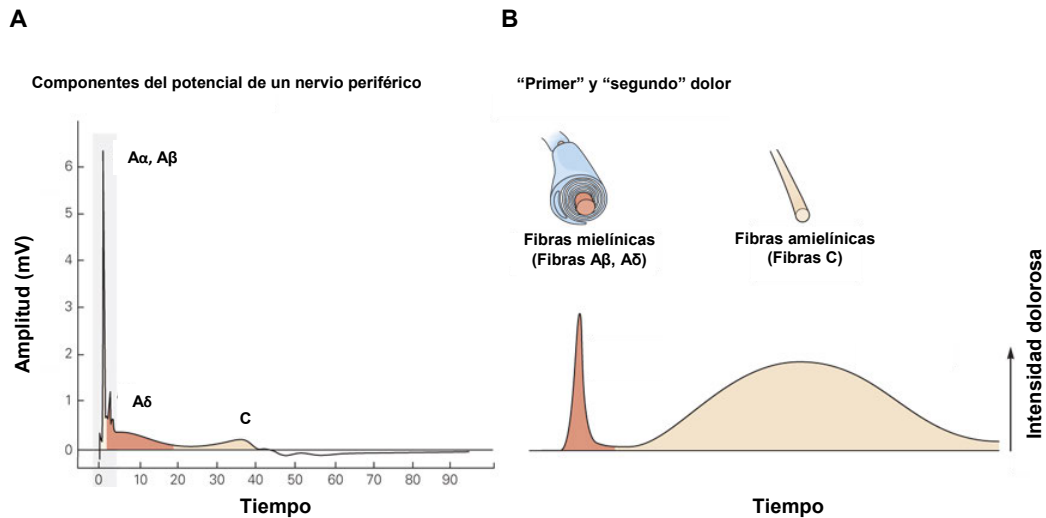 A
B
Componentes del potencial de un nervio periférico
“Primer” y “segundo” dolor
Aα, Aβ
Aδ
C
Amplitud (mV)
6
5
4
3
2
1
0
0 10 20 30 40 50 60 70 80 90
Tiempo
Fibras mielínicas
(Fibras Aβ, Aδ)
Fibras amielínicas
(Fibras C)
Intensidad dolorosa
Tiempo